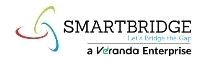 SMARTBRIDGE
Let's Bridge the Gap
a Veranda Enterprise